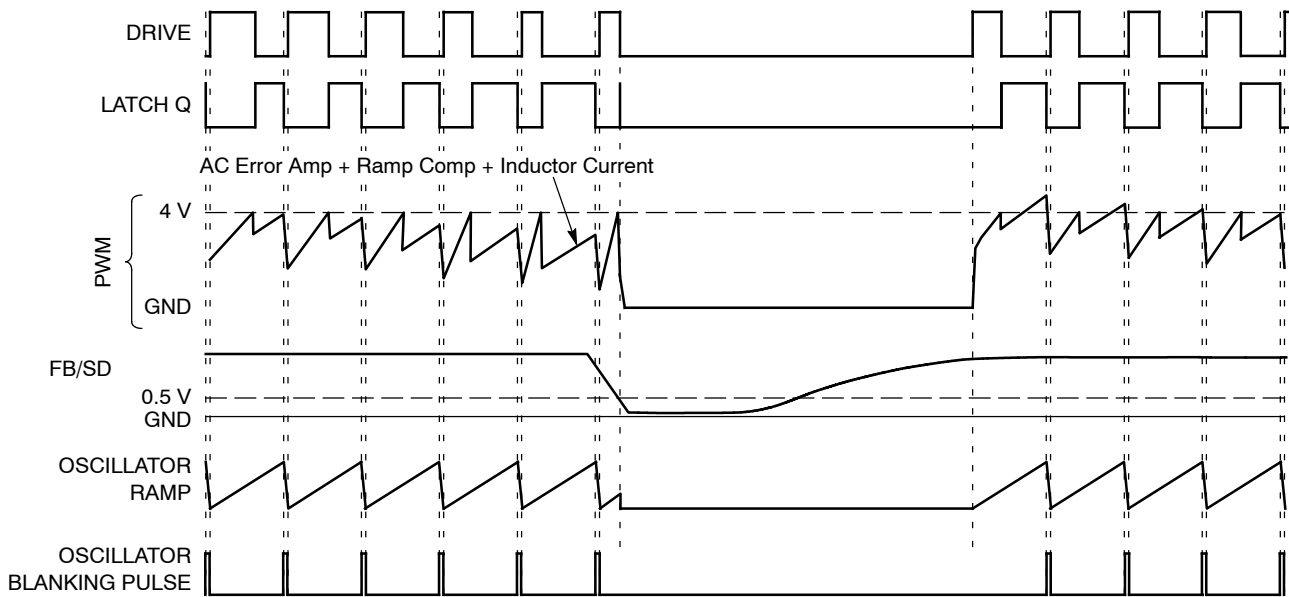 DRIVE
LATCH Q
AC Error Amp + Ramp Comp + Inductor Current
4 V
PWM
GND
FB/SD
0.5 V
GND
OSCILLATOR
RAMP
OSCILLATOR
BLANKING PULSE